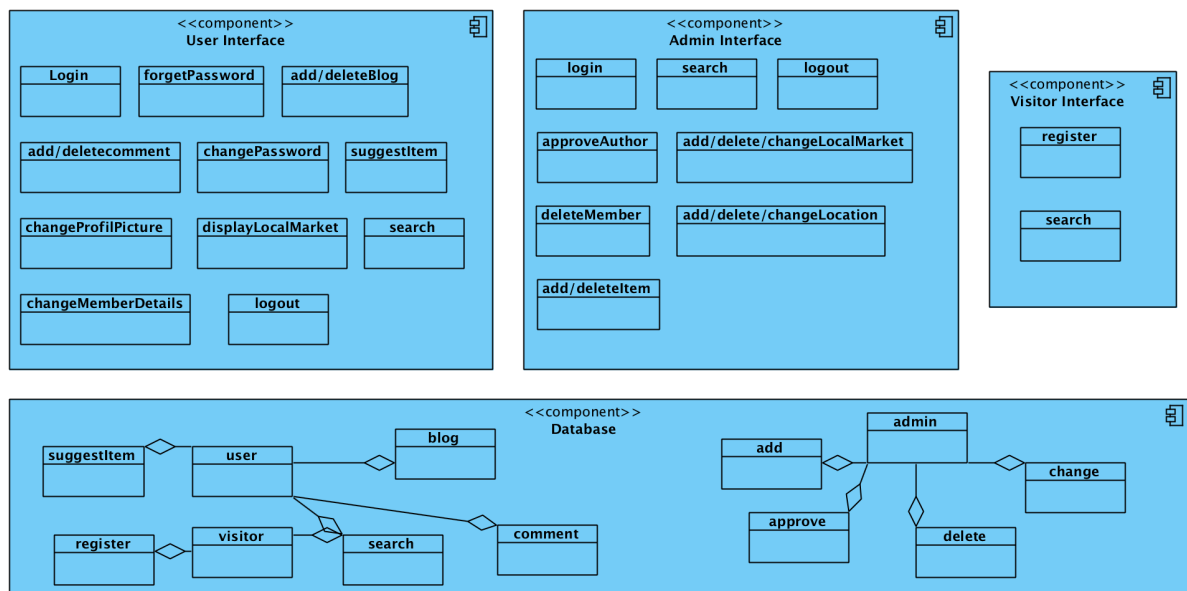 <<component>>
User Interface
Login
forgetPassword
add/deleteBlog
add/deletecomment
changePassword
suggestItem
changeProfilPicture
displayLocalMarket
search
changeMemberDetails
logout
<<component>>
Admin Interface
login
search
logout
approveAuthor
add/delete/changeLocalMarket
deleteMember
add/delete/changeLocation
add/deleteItem
<<component>>
Visitor Interface
register
search
<<component>>
Database
suggestItem
user
blog
register
visitor
search
comment
admin
add
change
approve
delete